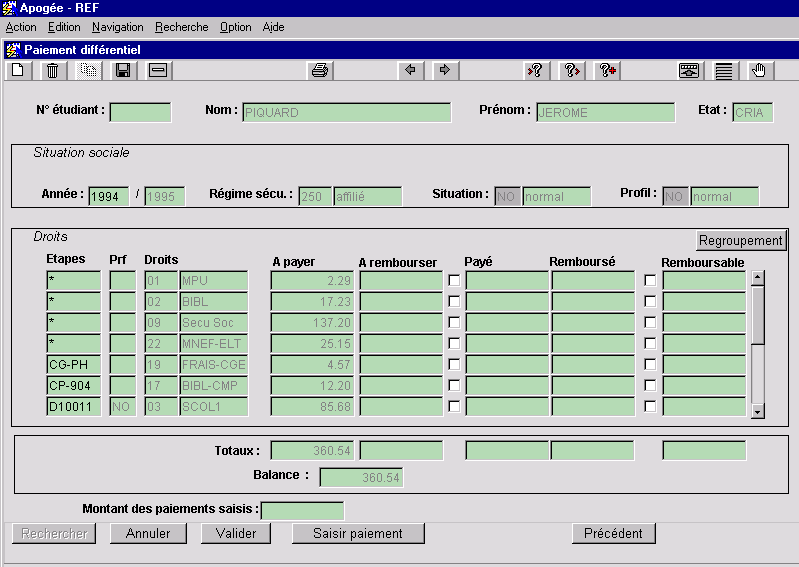 Apogée - REF
Action Edition Navigation Recherche Option Aide
Paiement différentiel
N° étudiant : Nom : PIQUARD Prénom : JEROME Etat : CRIA
Situation sociale
Année : 1994 / 1995 Régime sécu. : 250 affilié Situation : NO normal Profil : NO normal
Droits
Regroupement
Etapes Prf Droits A payer A rembourser Payé Remboursé Remboursable
* 01 MPU 2.29
* 02 BIBL 17.23
* 09 Secu Soc 137.20
* 22 MNEF-ELT 25.15
CG-PH 19 FRAIS-CGE 4.57
CP-904 17 BIBL-CMP 12.20
D10011 NO 03 SCOL1 85.68
Totaux : 360.54
Balance : 360.54
Montant des paiements saisis :
Rechercher Annuler Valider Saisir paiement Précédent